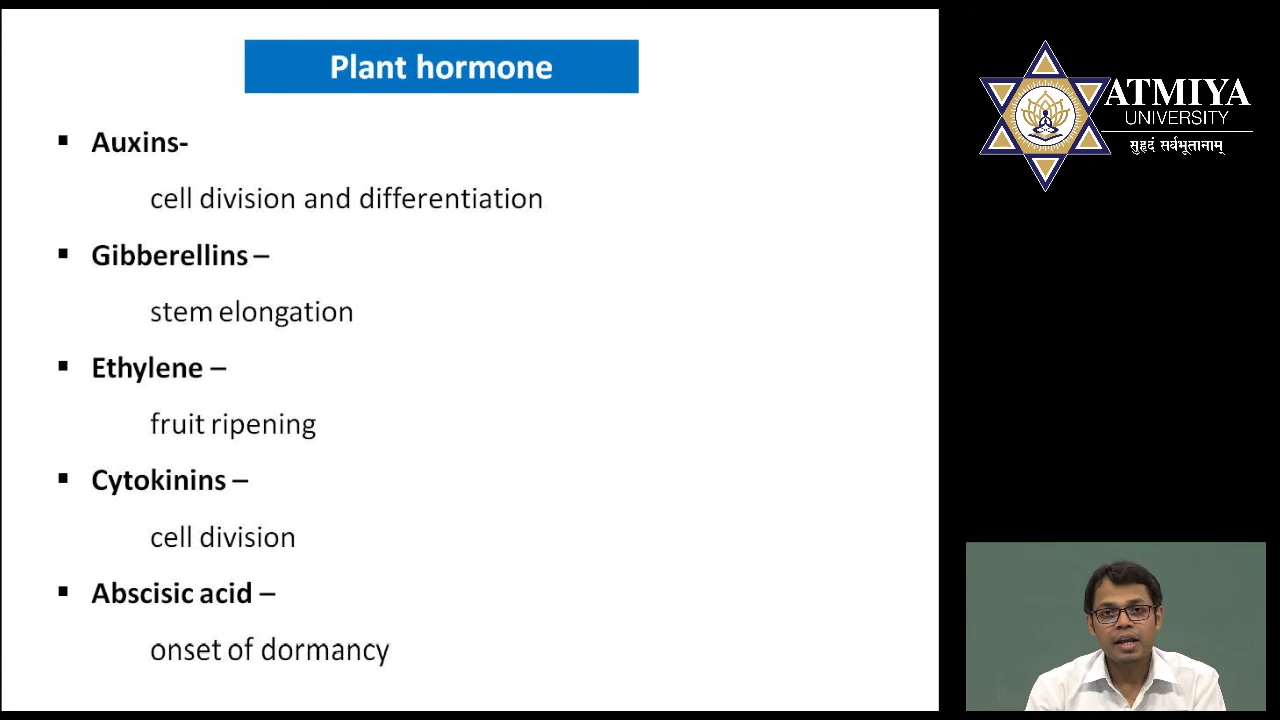 Plant hormone
▪ Auxins-
cell division and differentiation
▪ Gibberellins –
stem elongation
▪ Ethylene –
fruit ripening
▪ Cytokinins –
cell division
▪ Abscisic acid –
onset of dormancy
ATMIYA
UNIVERSITY
सुहृदं सर्वभूतानाम्